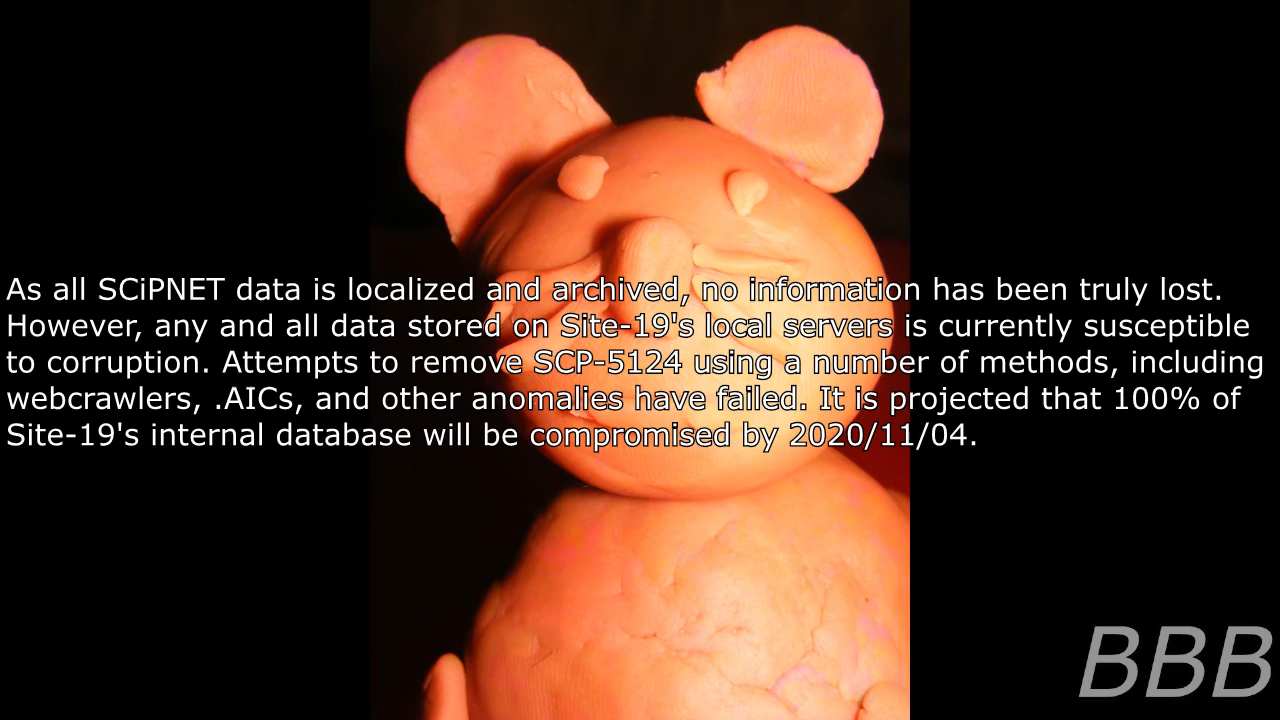 As all SCiPNET data is localized and archived, no information has been truly lost.
However, any and all data stored on Site-19's local servers is currently susceptible
to corruption. Attempts to remove SCP-5124 using a number of methods, including
webcrawlers, .AICs, and other anomalies have failed. It is projected that 100% of
Site-19's internal database will be compromised by 2020/11/04.
BBB